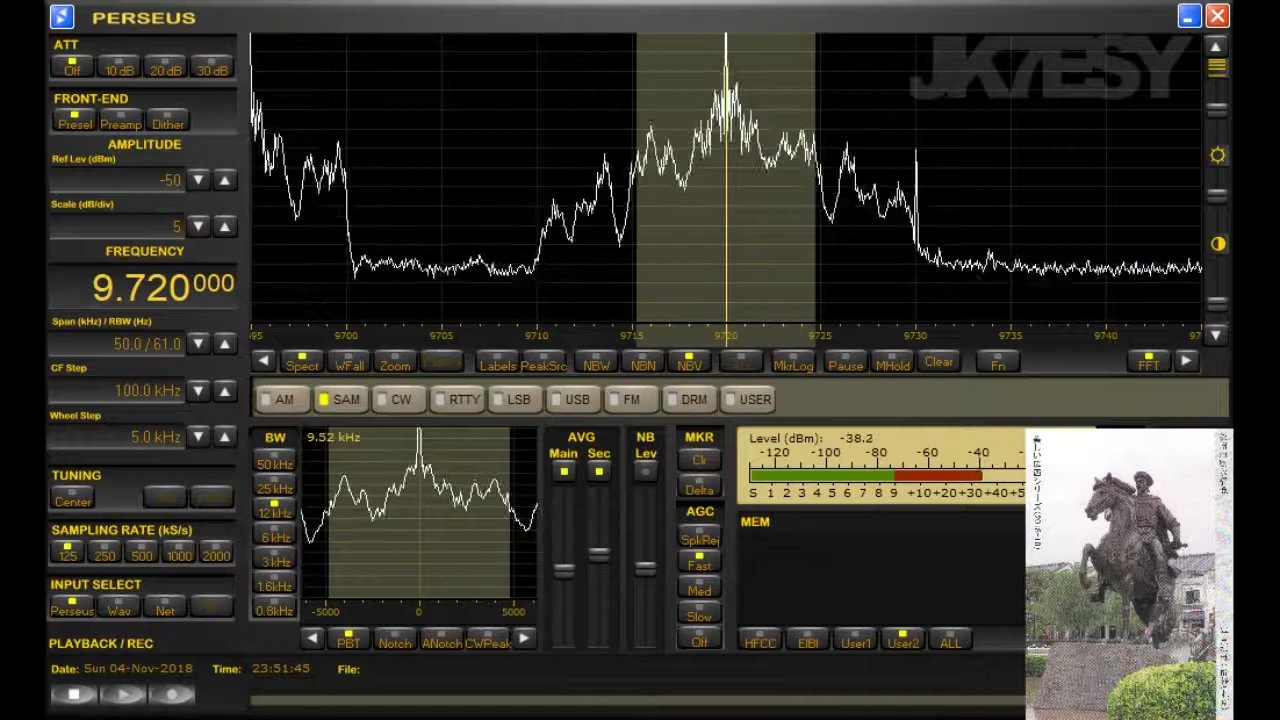 PERSEUS
JK7ESY
ATT
Off 10 dB 20 dB 30 dB
FRONT-END
Presel Preamp Dither
AMPLITUDE
Ref Lev (dBm)
-50
Scale (dB/div)
5
FREQUENCY
9.720000
Span (kHz) / RBW (Hz)
50.0 / 61.0
CF Step
100.0 kHz
Wheel Step
5.0 kHz
TUNING
Center
SAMPLING RATE (kS/s)
125 250 500 1000 2000
INPUT SELECT
Perseus Wav Net
PLAYBACK / REC
Date: Sun 04-Nov-2018 Time: 23:51:45 File:
95 9700 9705 9710 9715 9720 9725 9730 9735 9740 97
Spect WFall Zoom Labels PeakSrc NBW NBN NBV MkrLog Pause MHold Clear Fn FFT
AM SAM CW RTTY LSB USB FM DRM USER
BW
50 kHz
25 kHz
12 kHz
6 kHz
3 kHz
1.6kHz
0.8kHz
9.52 kHz
-5000 0 5000
PBT Notch ANotch CWPeak
AVG
Main Sec
NB
Lev
MKR
Clr
Delta
AGC
SpkRej
Fast
Med
Slow
Off
Level (dBm): -38.2
-120 -100 -80 -60 -40
S 1 2 3 4 5 6 7 8 9 +10 +20 +30 +40 +5
MEM
HFCC EIBI User1 User2 ALL